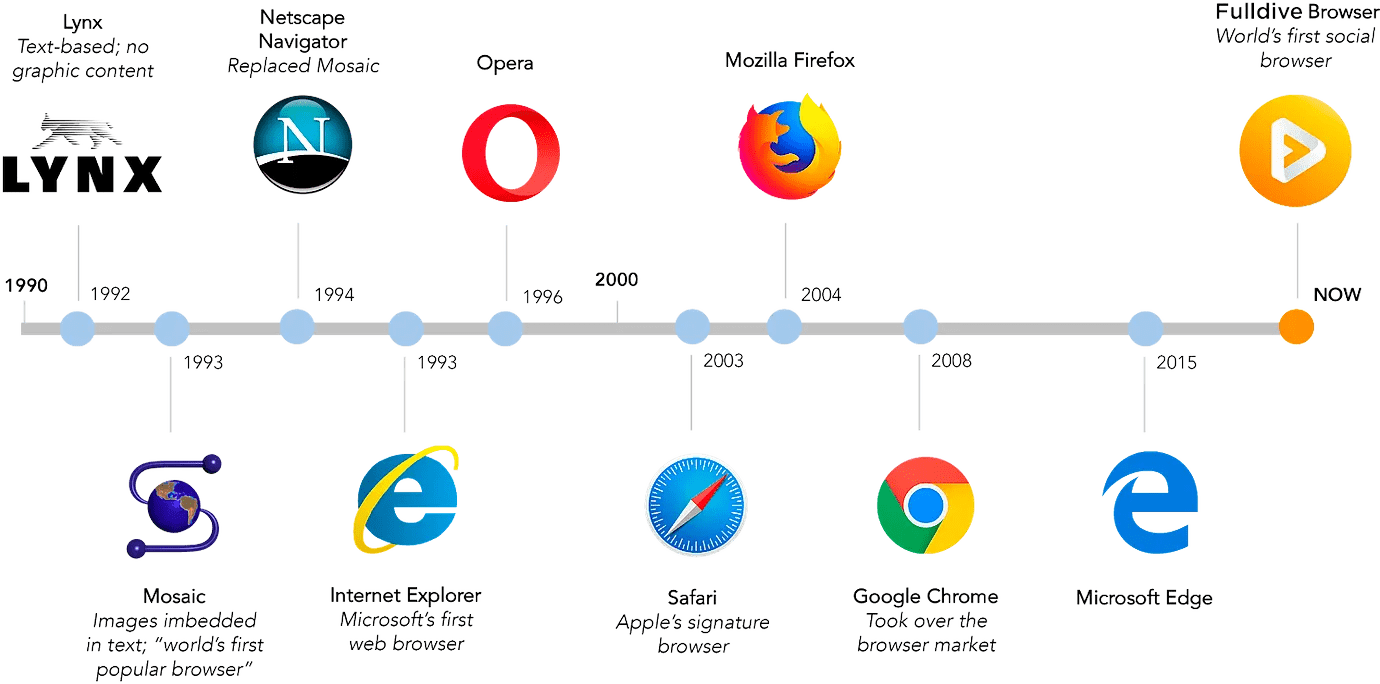 Lynx
Text-based; no
graphic content
LYNX
Netscape
Navigator
Replaced Mosaic
N
Opera
Mozilla Firefox
Fulldive Browser
World's first social
browser
1990
1992
1994
1996
2000
2004
NOW
1993
1993
2003
2008
2015
Mosaic
Images imbedded
in text; "world's first
popular browser"
Internet Explorer
Microsoft's first
web browser
Safari
Apple's signature
browser
Google Chrome
Took over the
browser market
Microsoft Edge